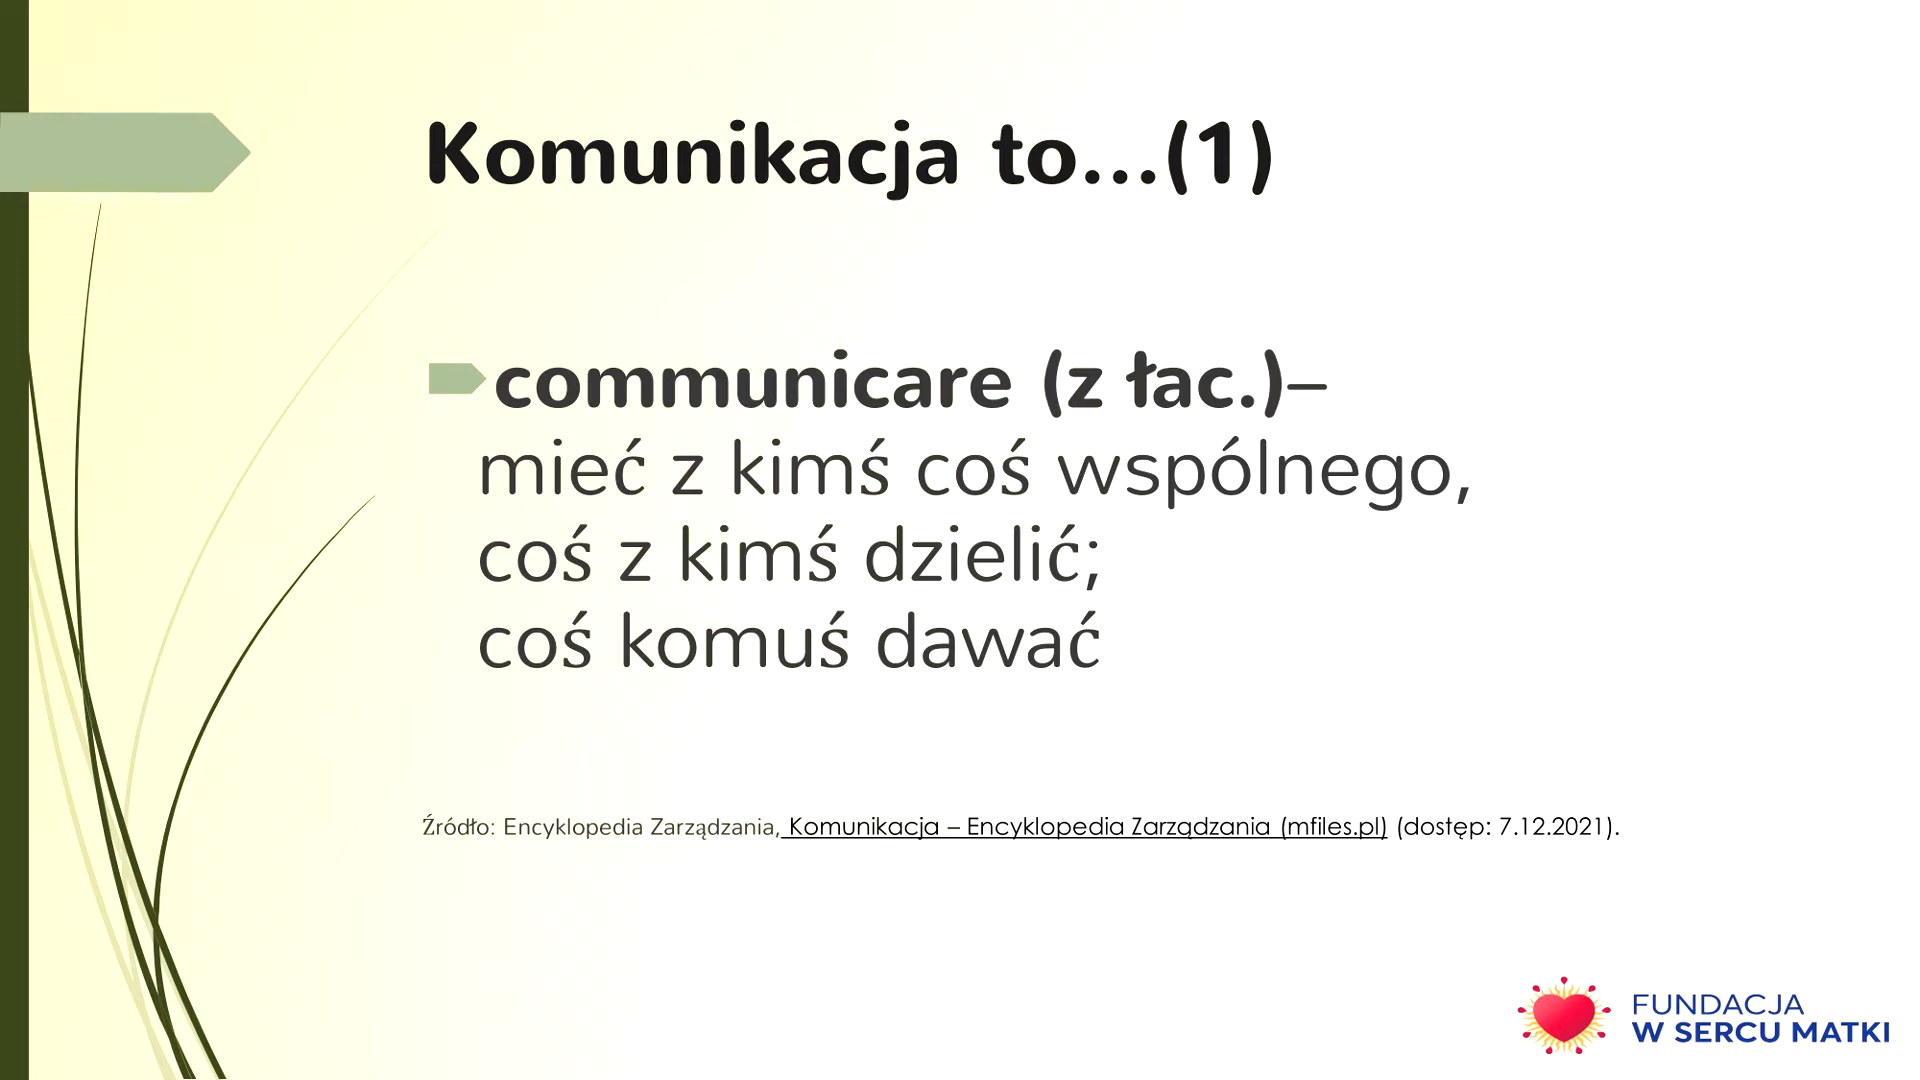 Komunikacja to...(1)
communicare (z łac.)–
mieć z kimś coś wspólnego,
coś z kimś dzielić;
coś komuś dawać
Źródło: Encyklopedia Zarządzania, Komunikacja – Encyklopedia Zarządzania (mfiles.pl) (dostęp: 7.12.2021).
FUNDACJA
W SERCU MATKI